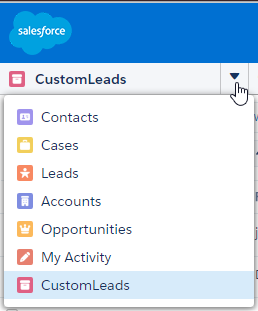 salesforce
CustomLeads
Contacts
Cases
Leads
Accounts
Opportunities
My Activity
CustomLeads